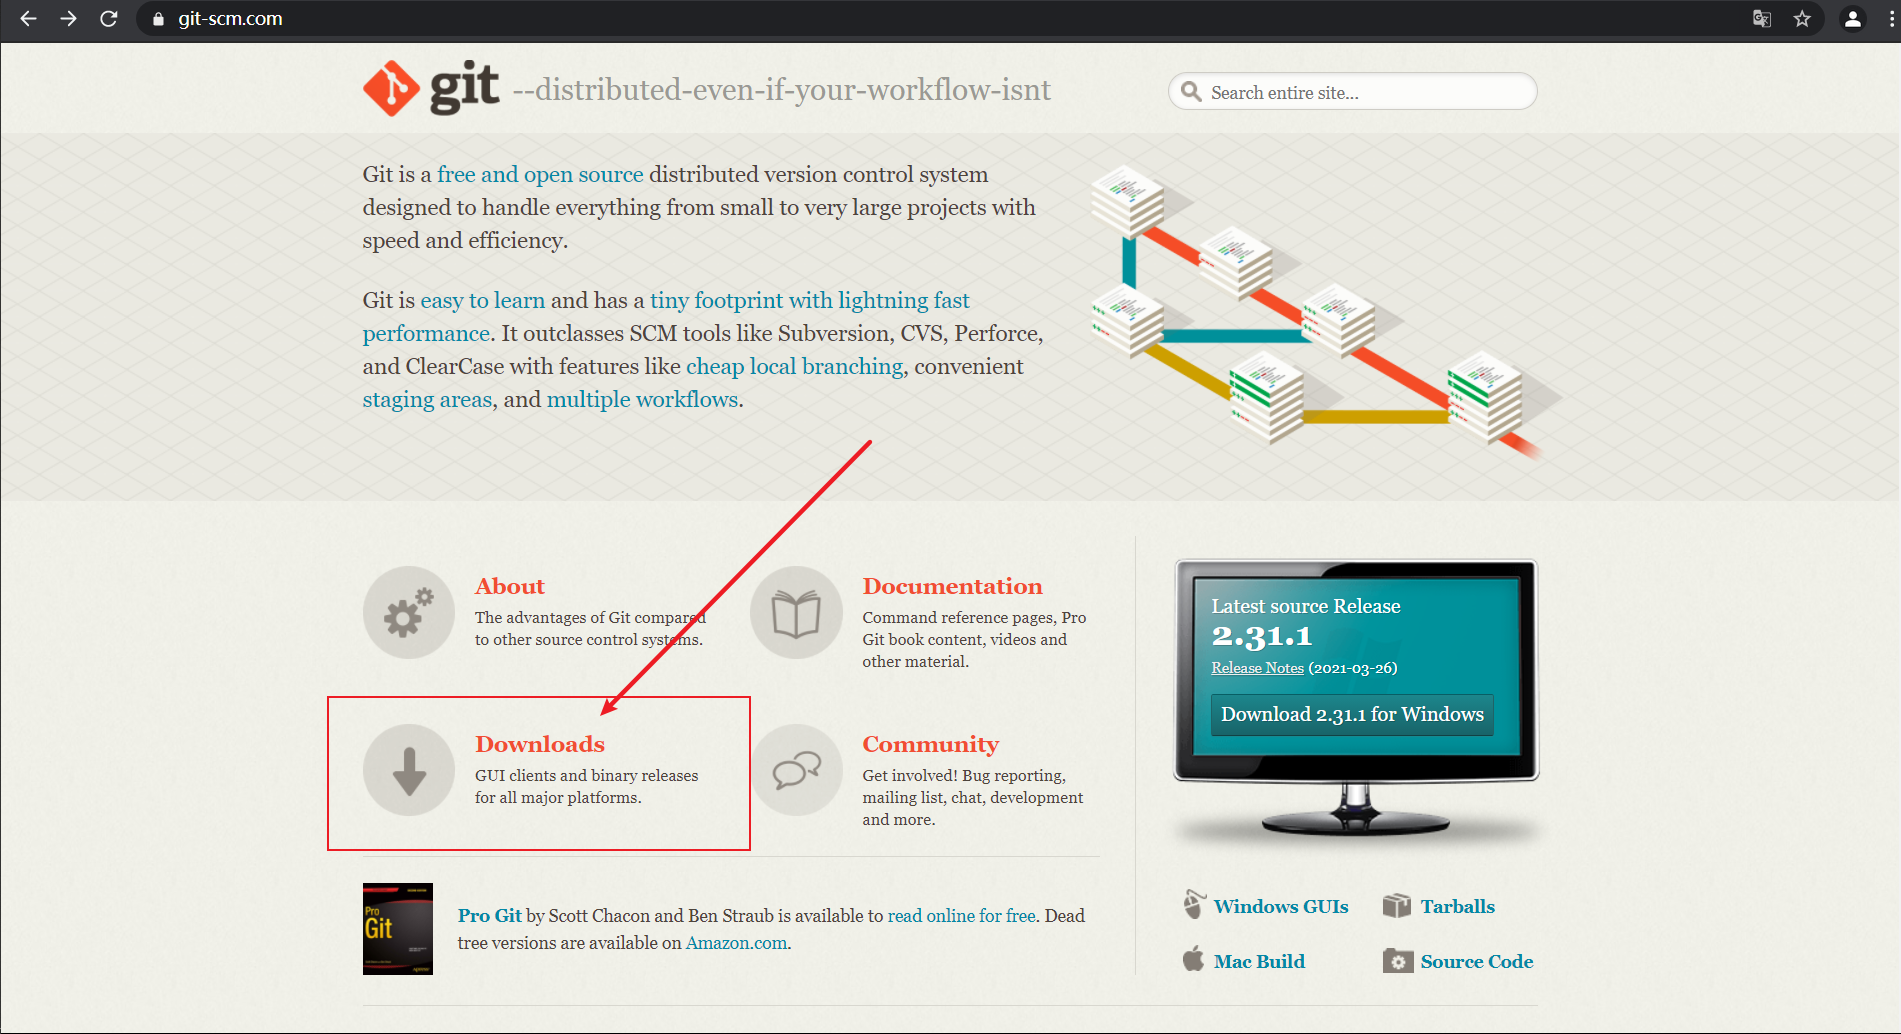 git-scm.com
git --distributed-even-if-your-workflow-isnt
Search entire site...
Git is a free and open source distributed version control system
designed to handle everything from small to very large projects with
speed and efficiency.
Git is easy to learn and has a tiny footprint with lightning fast
performance. It outclasses SCM tools like Subversion, CVS, Perforce,
and ClearCase with features like cheap local branching, convenient
staging areas, and multiple workflows.
About
The advantages of Git compared
to other source control systems.
Documentation
Command reference pages, Pro
Git book content, videos and
other material.
Downloads
GUI clients and binary releases
for all major platforms.
Community
Get involved! Bug reporting,
mailing list, chat, development
and more.
Pro
Git
Pro Git by Scott Chacon and Ben Straub is available to read online for free. Dead
tree versions are available on Amazon.com.
Latest source Release
2.31.1
Release Notes (2021-03-26)
Download 2.31.1 for Windows
Windows GUIs
Tarballs
Mac Build
Source Code